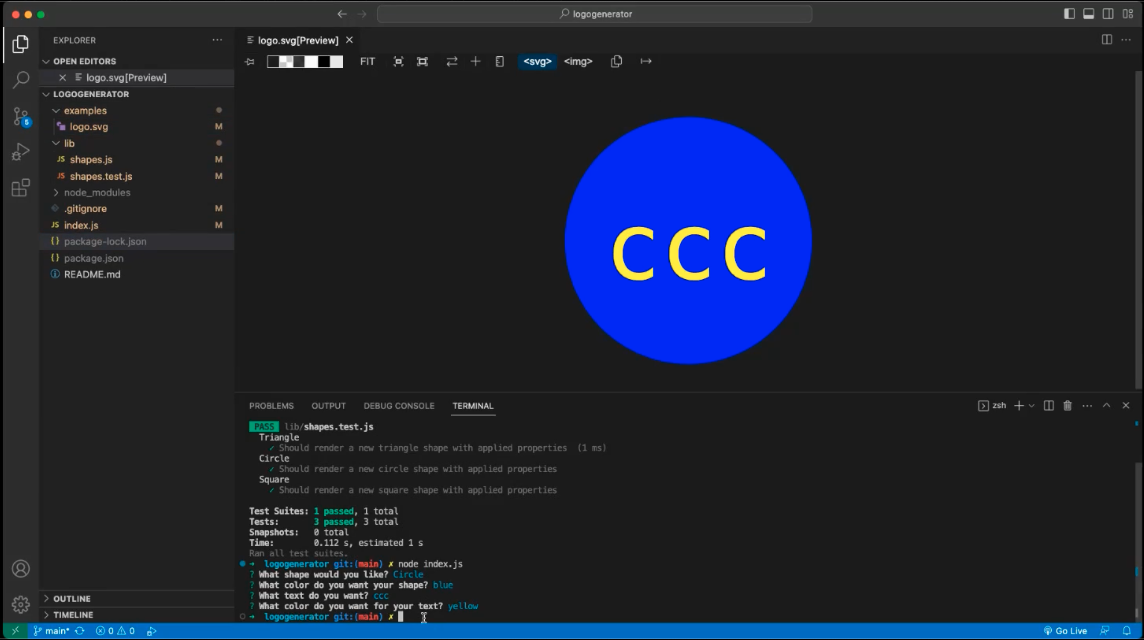 logogenerator
EXPLORER
logo.svg[Preview]
OPEN EDITORS
logo.svg[Preview]
FIT
<svg>
<img>
LOGOGENERATOR
examples
logo.svg M
lib
JS shapes.js M
JS shapes.test.js M
node_modules
.gitignore M
JS index.js M
{} package-lock.json
{} package.json
README.md
6
CCC
PROBLEMS OUTPUT DEBUG CONSOLE TERMINAL
zsh
PASS lib/shapes.test.js
Triangle
✓ Should render a new triangle shape with applied properties (1 ms)
Circle
✓ Should render a new circle shape with applied properties
Square
✓ Should render a new square shape with applied properties
Test Suites: 1 passed, 1 total
Tests: 3 passed, 3 total
Snapshots: 0 total
Time: 0.112 s, estimated 1 s
Ran all test suites.
→ logogenerator git:(main) ✗ node index.js
? What shape would you like? Circle
? What color do you want your shape? blue
? What text do you want? ccc
? What color do you want for your text? yellow
→ logogenerator git:(main) ✗
OUTLINE
TIMELINE
main* 0 0 Go Live